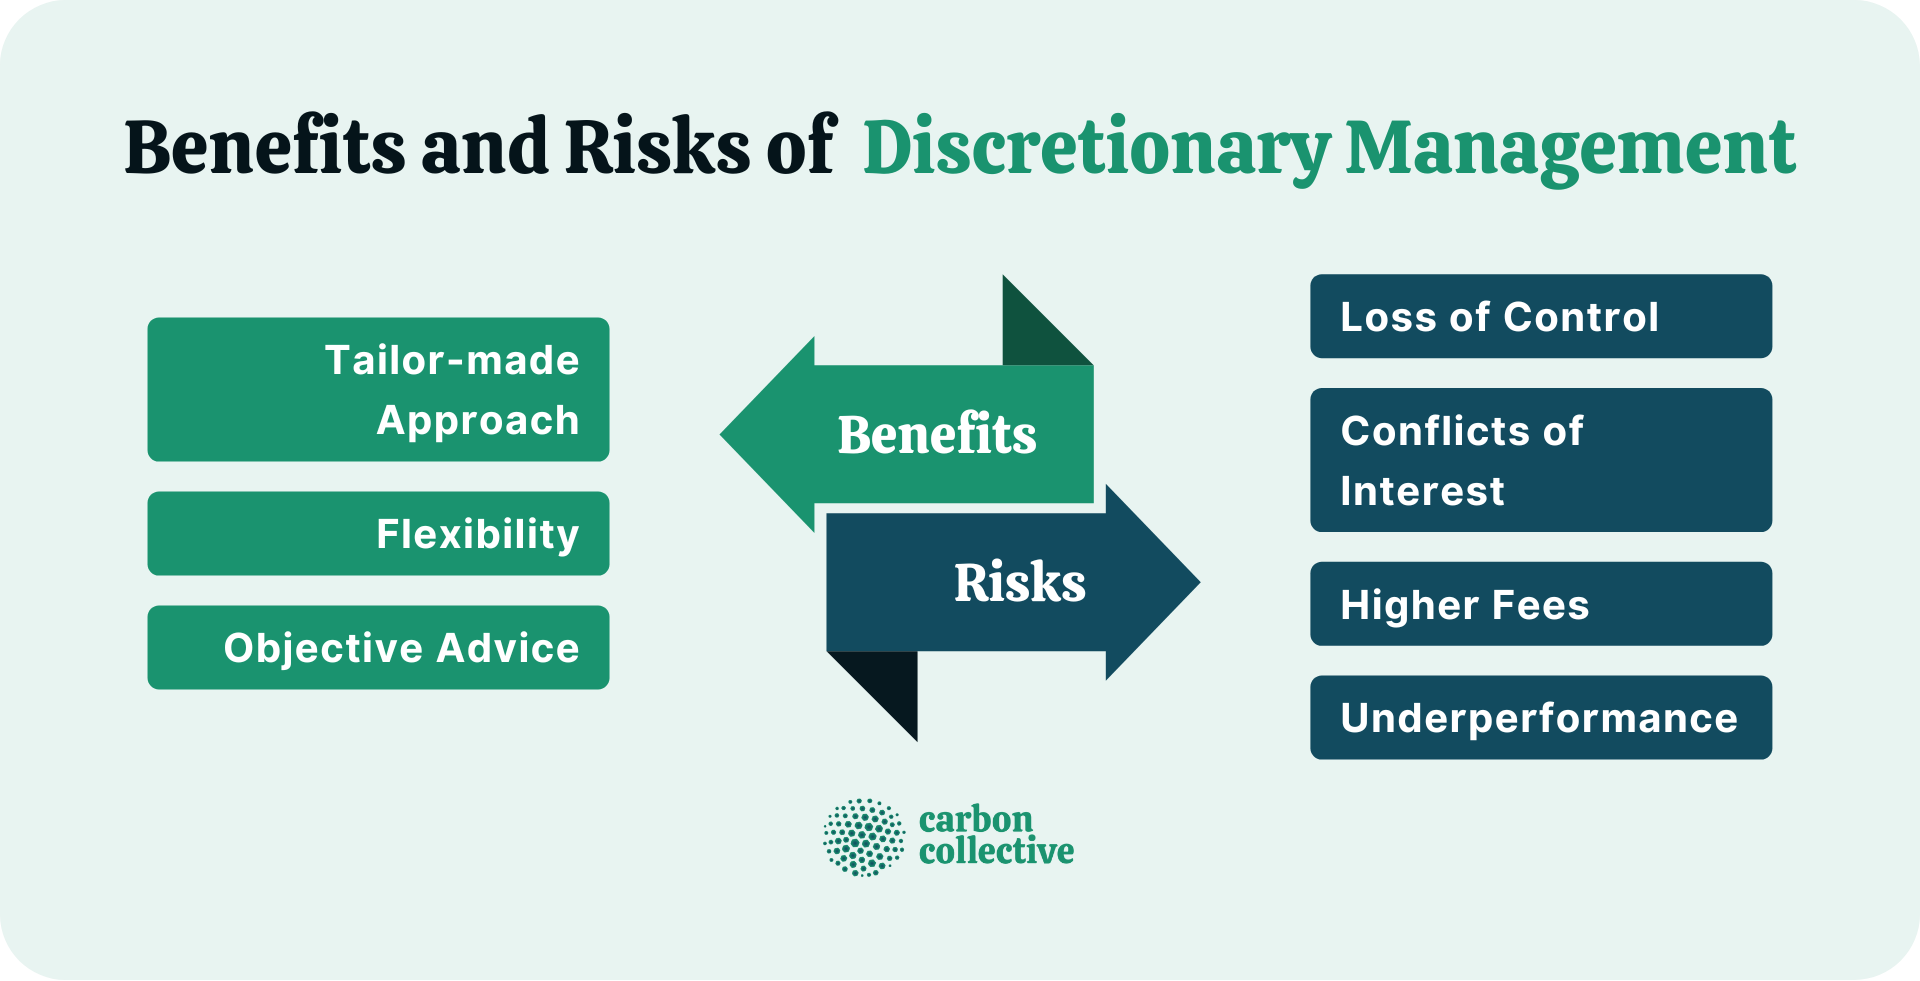 Benefits and Risks of Discretionary Management
Tailor-made
Approach
Flexibility
Objective Advice
Benefits
Risks
Loss of Control
Conflicts of
Interest
Higher Fees
Underperformance
carbon
collective